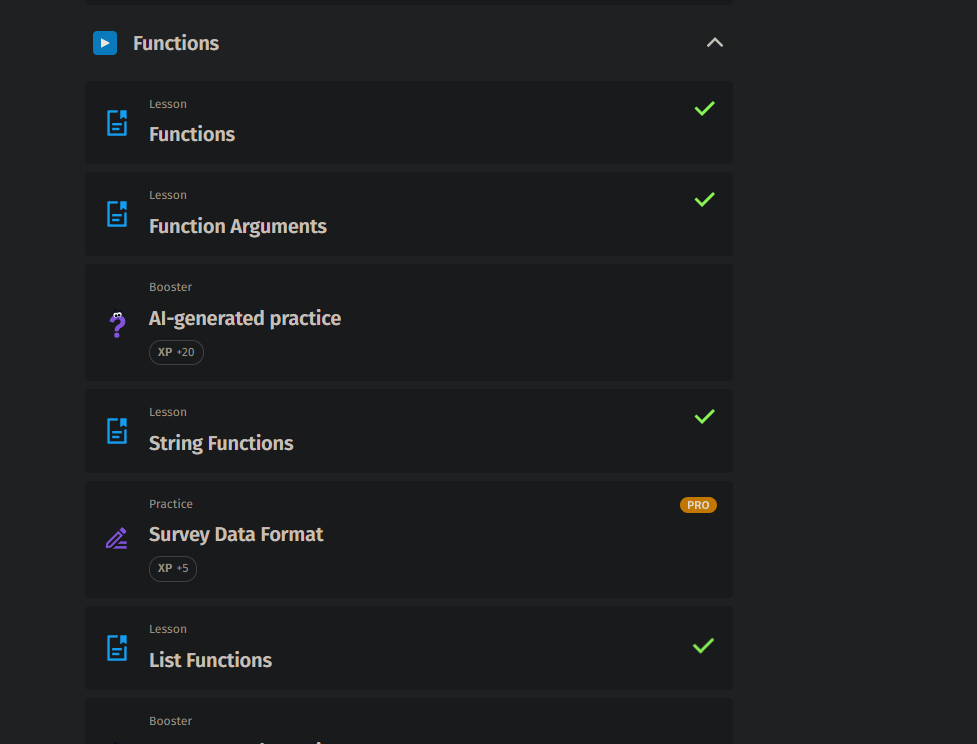 Functions
Lesson
Functions
Lesson
Function Arguments
Booster
AI-generated practice
XP +20
Lesson
String Functions
Practice
PRO
Survey Data Format
XP +5
Lesson
List Functions
Booster